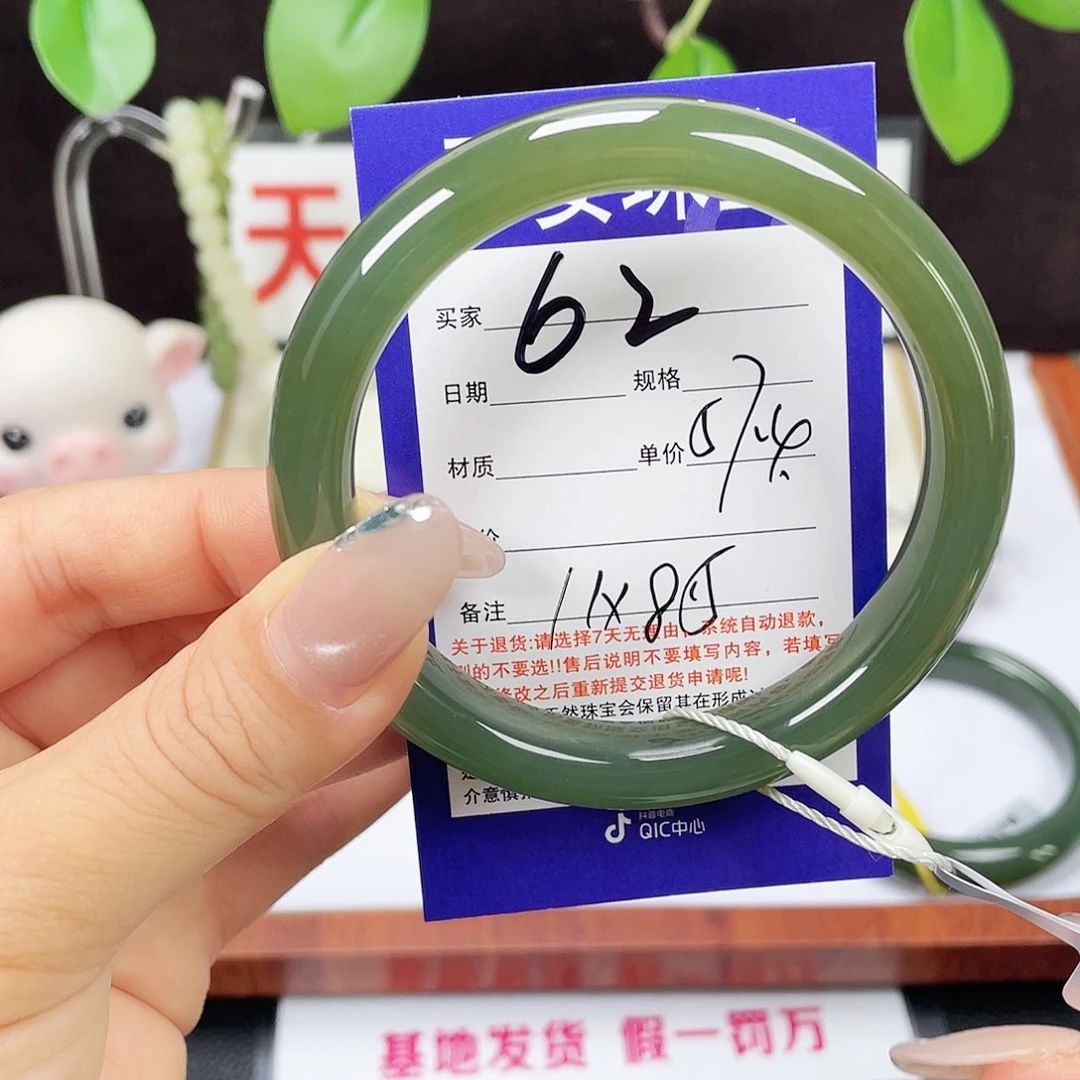 天
买家 62
日期 规格
材质 单价 57.4
备注 11X85
关于退货:请选择7天无理由 系统自动退款,
别的不要选!!售后说明不要填写内容,若填写
修改之后重新提交退货申请呢!
天然珠宝会保留其在形成过
介意慎
抖音电商
QIC中心
基地发货 假一罚万